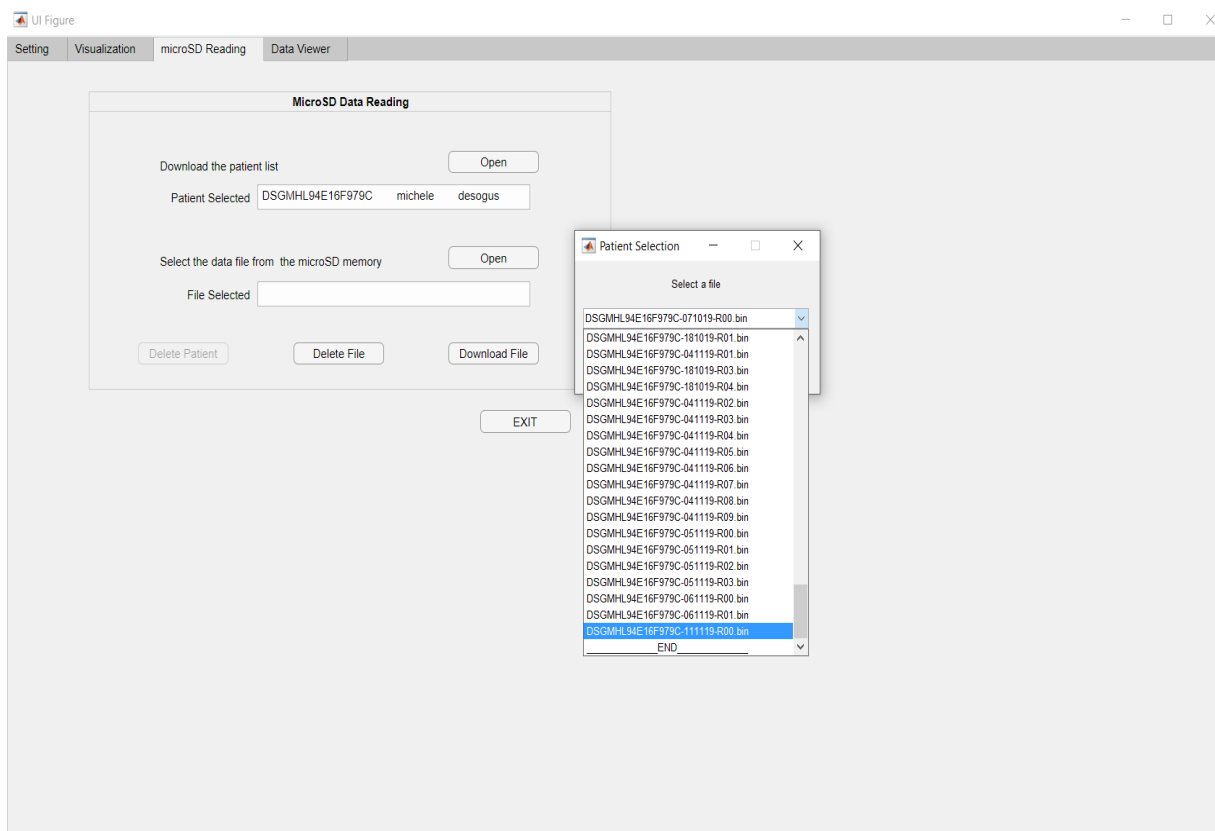 UI Figure
Setting Visualization microSD Reading Data Viewer
MicroSD Data Reading
Download the patient list Open
Patient Selected DSGMHL94E16F979C michele desogus
Select the data file from the microSD memory Open
File Selected
Delete Patient Delete File Download File
EXIT
Patient Selection
Select a file
DSGMHL94E16F979C-071019-R00.bin
DSGMHL94E16F979C-181019-R01.bin
DSGMHL94E16F979C-041119-R01.bin
DSGMHL94E16F979C-181019-R03.bin
DSGMHL94E16F979C-181019-R04.bin
DSGMHL94E16F979C-041119-R02.bin
DSGMHL94E16F979C-041119-R03.bin
DSGMHL94E16F979C-041119-R04.bin
DSGMHL94E16F979C-041119-R05.bin
DSGMHL94E16F979C-041119-R06.bin
DSGMHL94E16F979C-041119-R07.bin
DSGMHL94E16F979C-041119-R08.bin
DSGMHL94E16F979C-041119-R09.bin
DSGMHL94E16F979C-051119-R00.bin
DSGMHL94E16F979C-051119-R01.bin
DSGMHL94E16F979C-051119-R02.bin
DSGMHL94E16F979C-051119-R03.bin
DSGMHL94E16F979C-061119-R00.bin
DSGMHL94E16F979C-061119-R01.bin
DSGMHL94E16F979C-111119-R00.bin
____________END____________